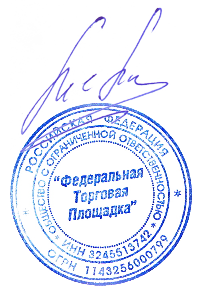 РОССИЙСКАЯ ФЕДЕРАЦИЯ
ОБЩЕСТВО С ОГРАНИЧЕННОЙ ОТВЕТСТВЕННОСТЬЮ
"Федеральная
Торговая
Площадка"
* ИНН 3245513742 *
* ОГРН 1143256000799 *